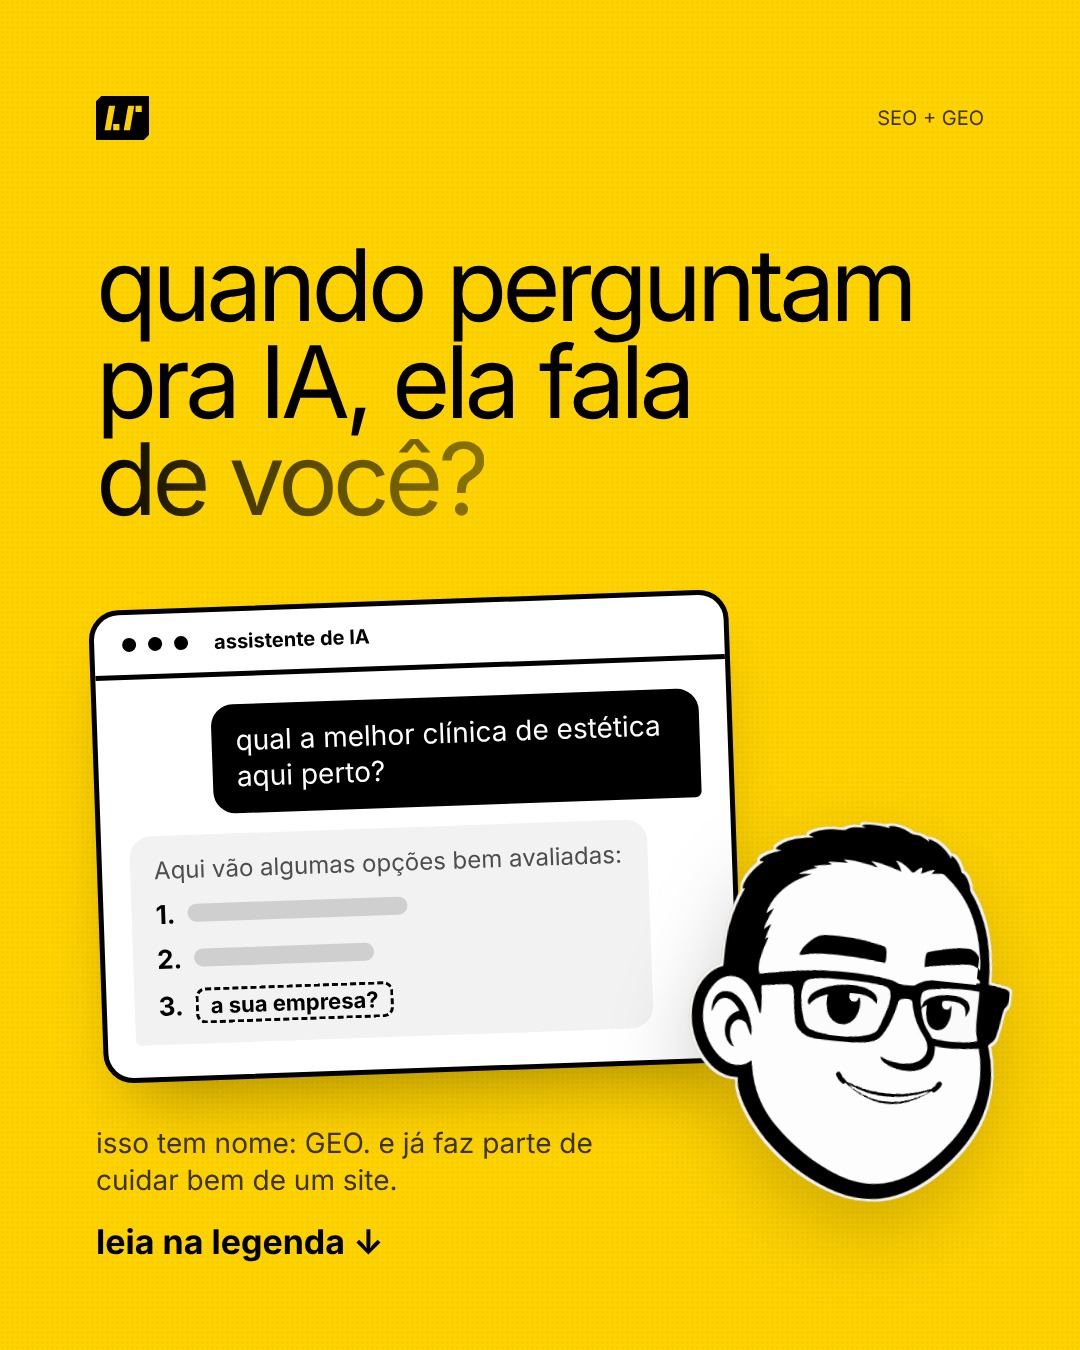 SEO + GEO
quando perguntam
pra IA, ela fala
de você?
assistente de IA
qual a melhor clínica de estética
aqui perto?
Aqui vão algumas opções bem avaliadas:
1.
2.
3. a sua empresa?
isso tem nome: GEO. e já faz parte de
cuidar bem de um site.
leia na legenda ↓